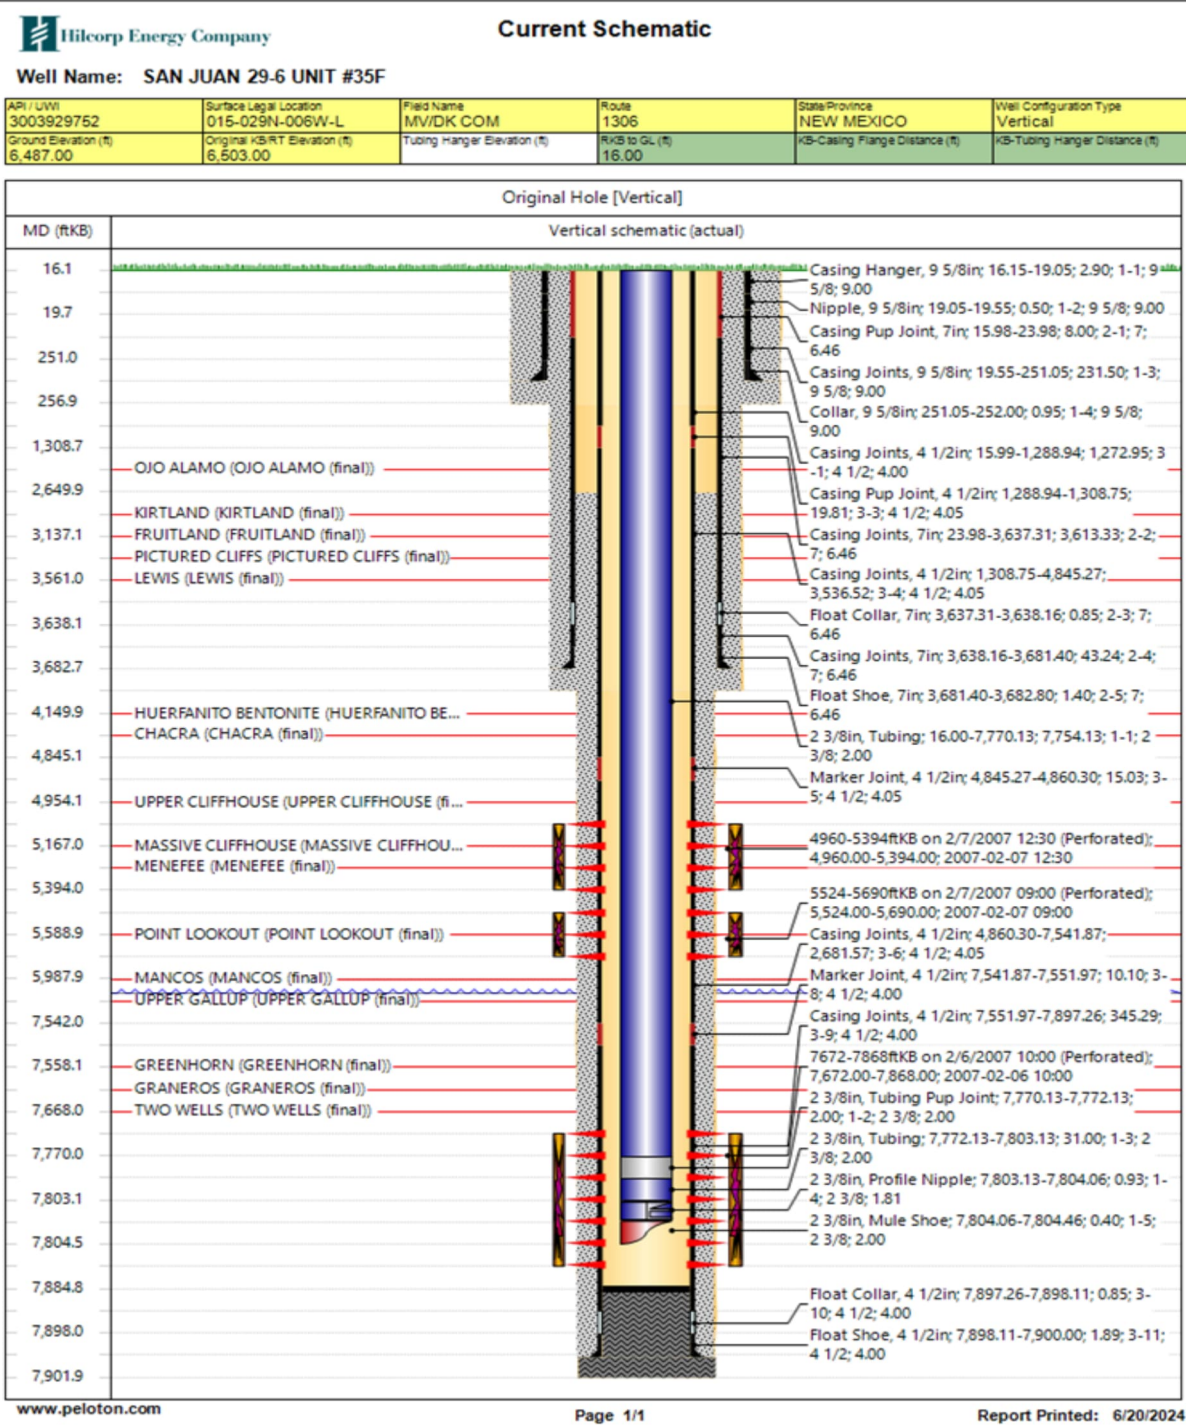 Hilcorp Energy Company
Current Schematic
Well Name: SAN JUAN 29-6 UNIT #35F
API / UWI
3003929752
Surface Legal Location
015-029N-006W-L
Field Name
MV/DK COM
Route
1306
State/Province
NEW MEXICO
Well Configuration Type
Vertical
Ground Elevation (ft)
6,487.00
Original KB/RT Elevation (ft)
6,503.00
Tubing Hanger Elevation (ft)
RKB to GL (ft)
16.00
KB-Casing Flange Distance (ft)
KB-Tubing Hanger Distance (ft)
Original Hole [Vertical]
MD (ftKB)
Vertical schematic (actual)
16.1
19.7
251.0
256.9
1,308.7
2,649.9
3,137.1
3,561.0
3,638.1
3,682.7
4,149.9
4,845.1
4,954.1
5,167.0
5,394.0
5,588.9
5,987.9
7,542.0
7,558.1
7,668.0
7,770.0
7,803.1
7,804.5
7,884.8
7,898.0
7,901.9
OJO ALAMO (OJO ALAMO (final))
KIRTLAND (KIRTLAND (final))
FRUITLAND (FRUITLAND (final))
PICTURED CLIFFS (PICTURED CLIFFS (final))
LEWIS (LEWIS (final))
HUERFANITO BENTONITE (HUERFANITO BE...
CHACRA (CHACRA (final))
UPPER CLIFFHOUSE (UPPER CLIFFHOUSE (fi...
MASSIVE CLIFFHOUSE (MASSIVE CLIFFHOU...
MENEFEE (MENEFEE (final))
POINT LOOKOUT (POINT LOOKOUT (final))
MANCOS (MANCOS (final))
UPPER GALLUP (UPPER GALLUP (final))
GREENHORN (GREENHORN (final))
GRANEROS (GRANEROS (final))
TWO WELLS (TWO WELLS (final))
Casing Hanger, 9 5/8in; 16.15-19.05; 2.90; 1-1; 9
5/8; 9.00
Nipple, 9 5/8in; 19.05-19.55; 0.50; 1-2; 9 5/8; 9.00
Casing Pup Joint, 7in; 15.98-23.98; 8.00; 2-1; 7;
6.46
Casing Joints, 9 5/8in; 19.55-251.05; 231.50; 1-3;
9 5/8; 9.00
Collar, 9 5/8in; 251.05-252.00; 0.95; 1-4; 9 5/8;
9.00
Casing Joints, 4 1/2in; 15.99-1,288.94; 1,272.95; 3
-1; 4 1/2; 4.00
Casing Pup Joint, 4 1/2in; 1,288.94-1,308.75;
19.81; 3-3; 4 1/2; 4.05
Casing Joints, 7in; 23.98-3,637.31; 3,613.33; 2-2;
7; 6.46
Casing Joints, 4 1/2in; 1,308.75-4,845.27;
3,536.52; 3-4; 4 1/2; 4.05
Float Collar, 7in; 3,637.31-3,638.16; 0.85; 2-3; 7;
6.46
Casing Joints, 7in; 3,638.16-3,681.40; 43.24; 2-4;
7; 6.46
Float Shoe, 7in; 3,681.40-3,682.80; 1.40; 2-5; 7;
6.46
2 3/8in, Tubing; 16.00-7,770.13; 7,754.13; 1-1; 2
3/8; 2.00
Marker Joint, 4 1/2in; 4,845.27-4,860.30; 15.03; 3-
5; 4 1/2; 4.05
4960-5394ftKB on 2/7/2007 12:30 (Perforated);
4,960.00-5,394.00; 2007-02-07 12:30
5524-5690ftKB on 2/7/2007 09:00 (Perforated);
5,524.00-5,690.00; 2007-02-07 09:00
Casing Joints, 4 1/2in; 4,860.30-7,541.87;
2,681.57; 3-6; 4 1/2; 4.05
Marker Joint, 4 1/2in; 7,541.87-7,551.97; 10.10; 3-
8; 4 1/2; 4.00
Casing Joints, 4 1/2in; 7,551.97-7,897.26; 345.29;
3-9; 4 1/2; 4.00
7672-7868ftKB on 2/6/2007 10:00 (Perforated);
7,672.00-7,868.00; 2007-02-06 10:00
2 3/8in, Tubing Pup Joint; 7,770.13-7,772.13;
2.00; 1-2; 2 3/8; 2.00
2 3/8in, Tubing; 7,772.13-7,803.13; 31.00; 1-3; 2
3/8; 2.00
2 3/8in, Profile Nipple; 7,803.13-7,804.06; 0.93; 1-
4; 2 3/8; 1.81
2 3/8in, Mule Shoe; 7,804.06-7,804.46; 0.40; 1-5;
2 3/8; 2.00
Float Collar, 4 1/2in; 7,897.26-7,898.11; 0.85; 3-
10; 4 1/2; 4.00
Float Shoe, 4 1/2in; 7,898.11-7,900.00; 1.89; 3-11;
4 1/2; 4.00
www.peloton.com
Page 1/1
Report Printed: 6/20/2024